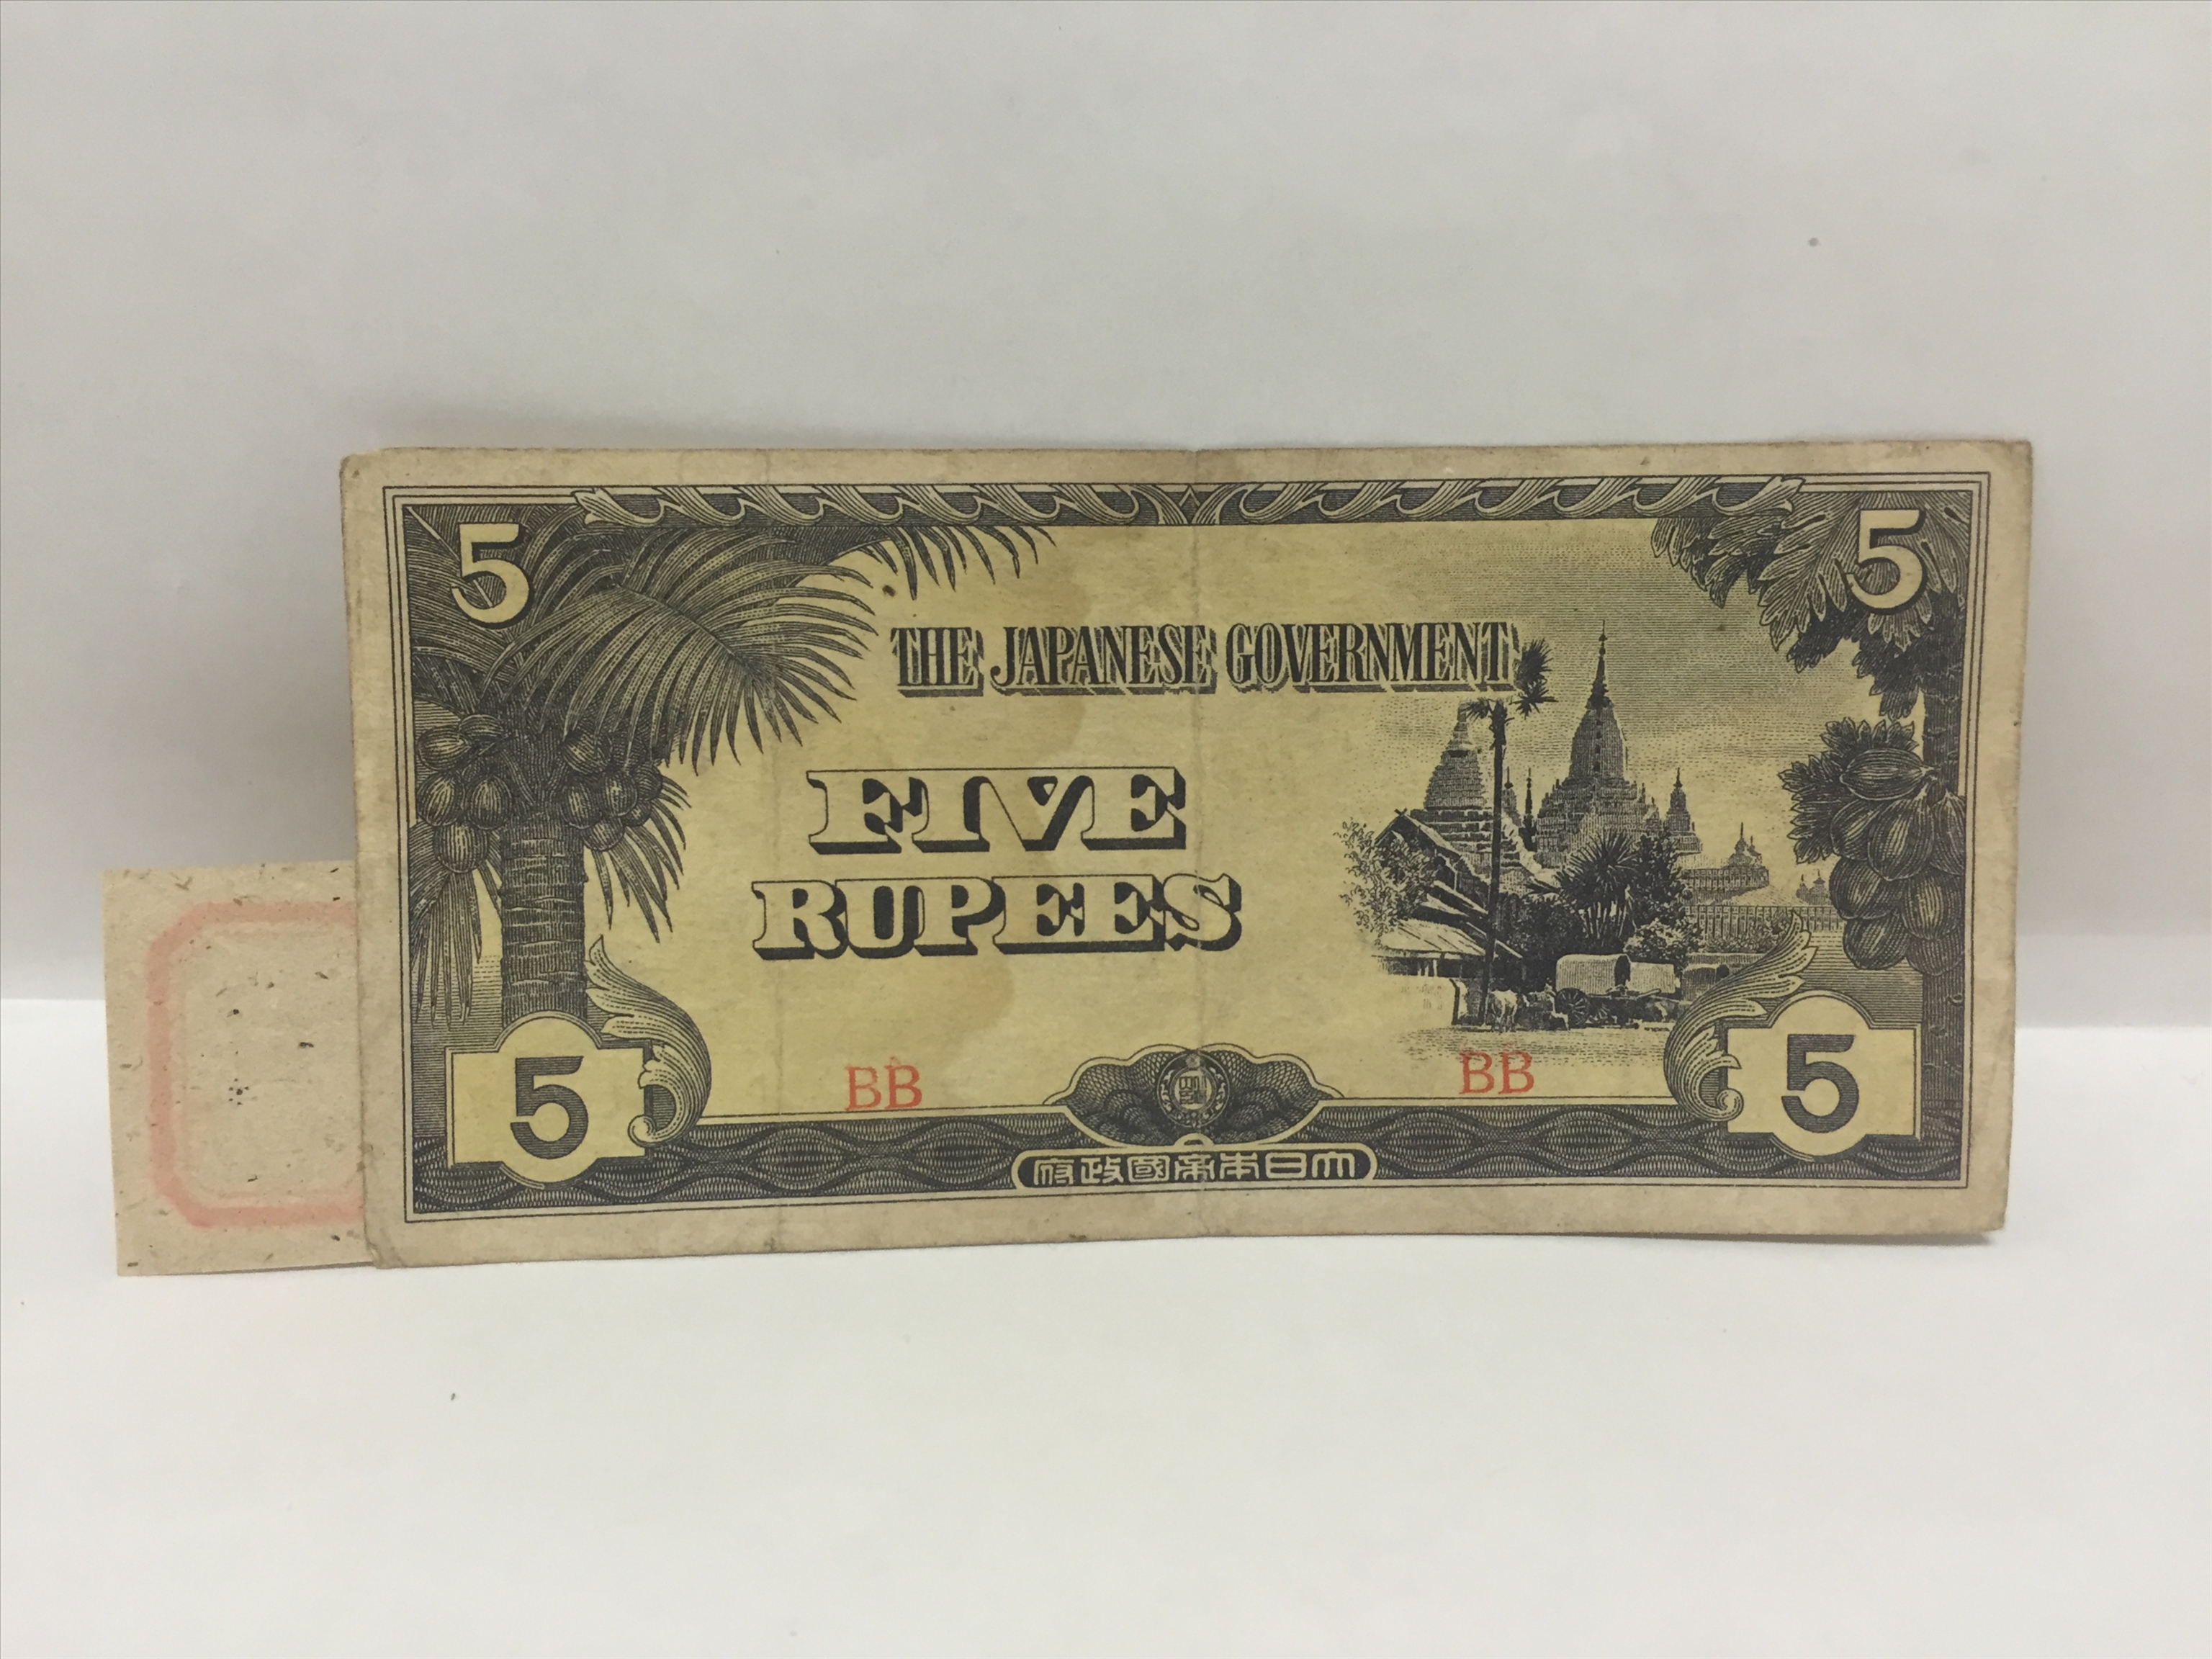 5 5
THE JAPANESE GOVERNMENT
FIVE
RUPEES
BB BB
5 5
府政國帝本日大